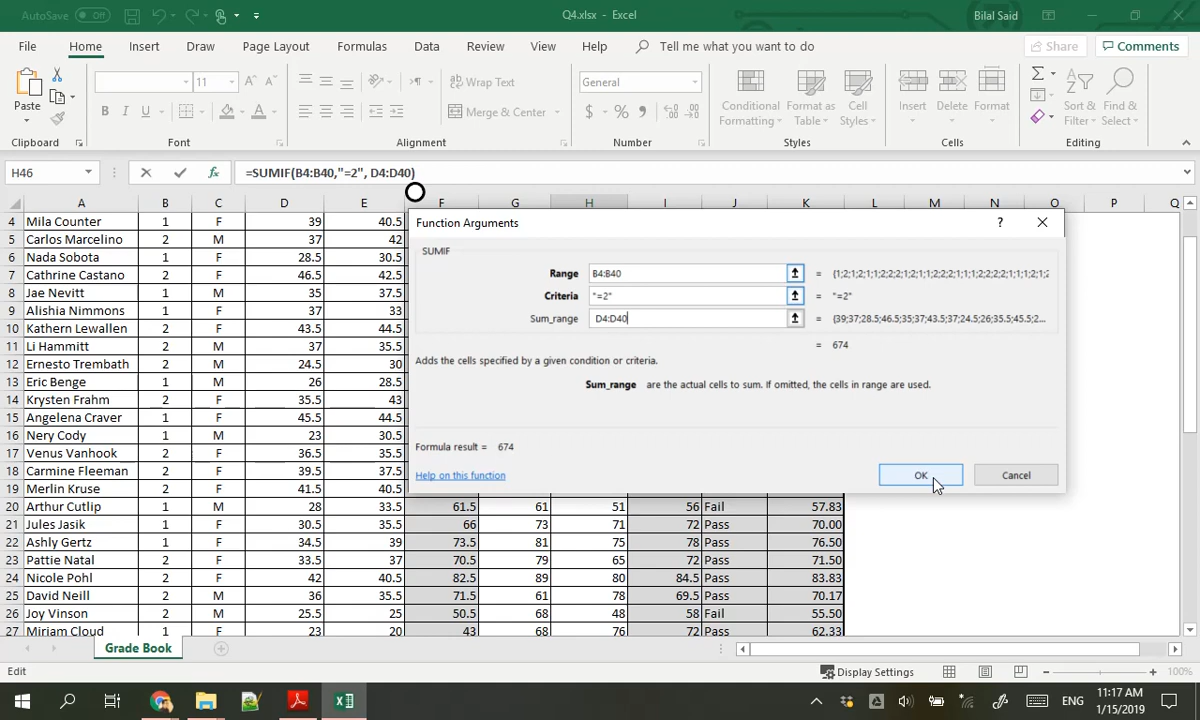 AutoSave Off Q4.xlsx - Excel Bilal Said
File Home Insert Draw Page Layout Formulas Data Review View Help Tell me what you want to do Share Comments
Paste 11 Wrap Text General Conditional Formatting Format as Table Cell Styles Insert Delete Format Sort & Filter Find & Select
B I U Merge & Center $ % ,
Clipboard Font Alignment Number Styles Cells Editing
H46 fx =SUMIF(B4:B40,"=2", D4:D40)
A B C D E F G H I J K L M N O P Q
4 Mila Counter 1 F 39 40.5
5 Carlos Marcelino 2 M 37 42
6 Nada Sobota 1 F 28.5 30.5
7 Cathrine Castano 2 F 46.5 42.5
8 Jae Nevitt 1 M 35 37.5
9 Alishia Nimmons 1 F 37 33
10 Kathern Lewallen 2 F 43.5 44.5
11 Li Hammitt 2 M 37 35.5
12 Ernesto Trembath 2 M 24.5 30
13 Eric Benge 1 M 26 28.5
14 Krysten Frahm 2 F 35.5 43
15 Angelena Craver 1 F 45.5 44.5
16 Nery Cody 1 M 23 30.5
17 Venus Vanhook 2 F 36.5 35.5
18 Carmine Fleeman 2 F 39.5 37.5
19 Merlin Kruse 2 F 41.5 40.5
20 Arthur Cutlip 1 M 28 33.5 61.5 61 51 56 Fail 57.83
21 Jules Jasik 1 F 30.5 35.5 66 73 71 72 Pass 70.00
22 Ashly Gertz 1 F 34.5 39 73.5 81 75 78 Pass 76.50
23 Pattie Natal 2 F 33.5 37 70.5 79 65 72 Pass 71.50
24 Nicole Pohl 2 F 42 40.5 82.5 89 80 84.5 Pass 83.83
25 David Neill 2 M 36 35.5 71.5 61 78 69.5 Pass 70.17
26 Joy Vinson 2 M 25.5 25 50.5 68 48 58 Fail 55.50
27 Miriam Cloud 1 F 23 20 43 68 76 72 Pass 62.33
Function Arguments ?
SUMIF
Range B4:B40 = {1;2;1;2;1;1;2;2;2;1;2;1;1;2;2;2;1;1;1;2;2;2;2;1;1;1;2;1;2
Criteria "=2" = "=2"
Sum_range D4:D40 = {39;37;28.5;46.5;35;37;43.5;37;24.5;26;35.5;45.5;2...
= 674
Adds the cells specified by a given condition or criteria.
Sum_range are the actual cells to sum. If omitted, the cells in range are used.
Formula result = 674
Help on this function OK Cancel
Grade Book
Edit Display Settings 100%
ENG 11:17 AM
1/15/2019